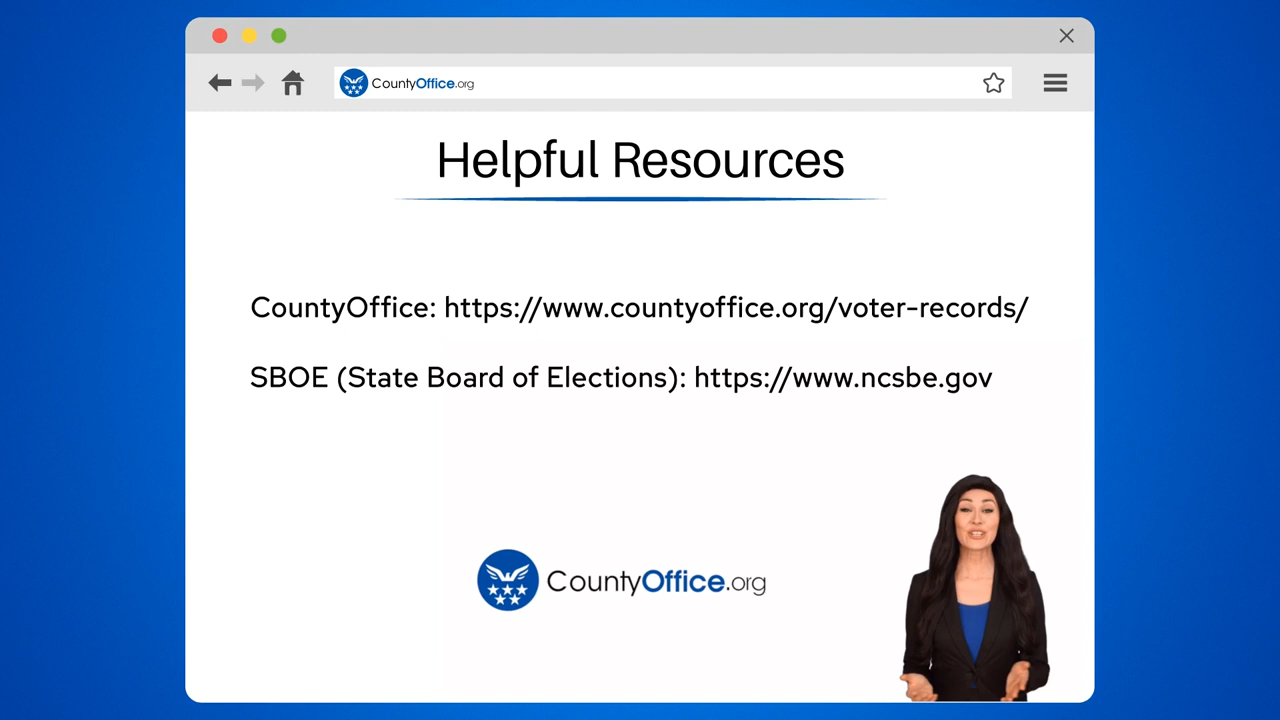 CountyOffice.org
Helpful Resources
CountyOffice: https://www.countyoffice.org/voter-records/
SBOE (State Board of Elections): https://www.ncsbe.gov
CountyOffice.org